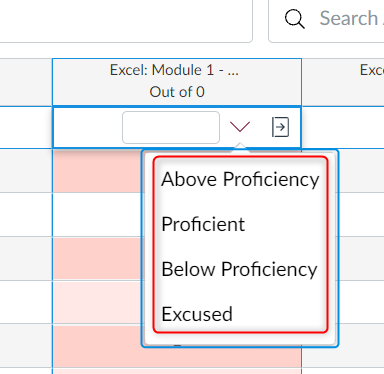 Search
Excel: Module 1 - ...
Out of 0
Exc
Above Proficiency
Proficient
Below Proficiency
Excused